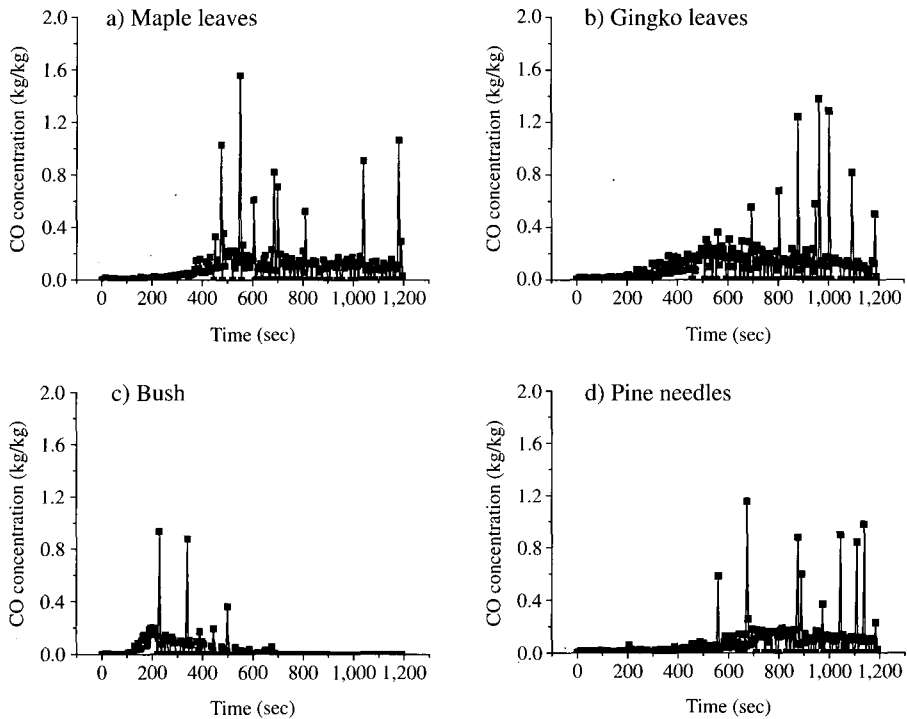 a) Maple leaves
CO concentration (kg/kg)
2.0
1.6
1.2
0.8
0.4
0.0
0 200 400 600 800 1,000 1,200
Time (sec)
b) Gingko leaves
CO concentration (kg/kg)
2.0
1.6
1.2
0.8
0.4
0.0
0 200 400 600 800 1,000 1,200
Time (sec)
c) Bush
CO concentration (kg/kg)
2.0
1.6
1.2
0.8
0.4
0.0
0 200 400 600 800 1,000 1,200
Time (sec)
d) Pine needles
CO concentration (kg/kg)
2.0
1.6
1.2
0.8
0.4
0.0
0 200 400 600 800 1,000 1,200
Time (sec)